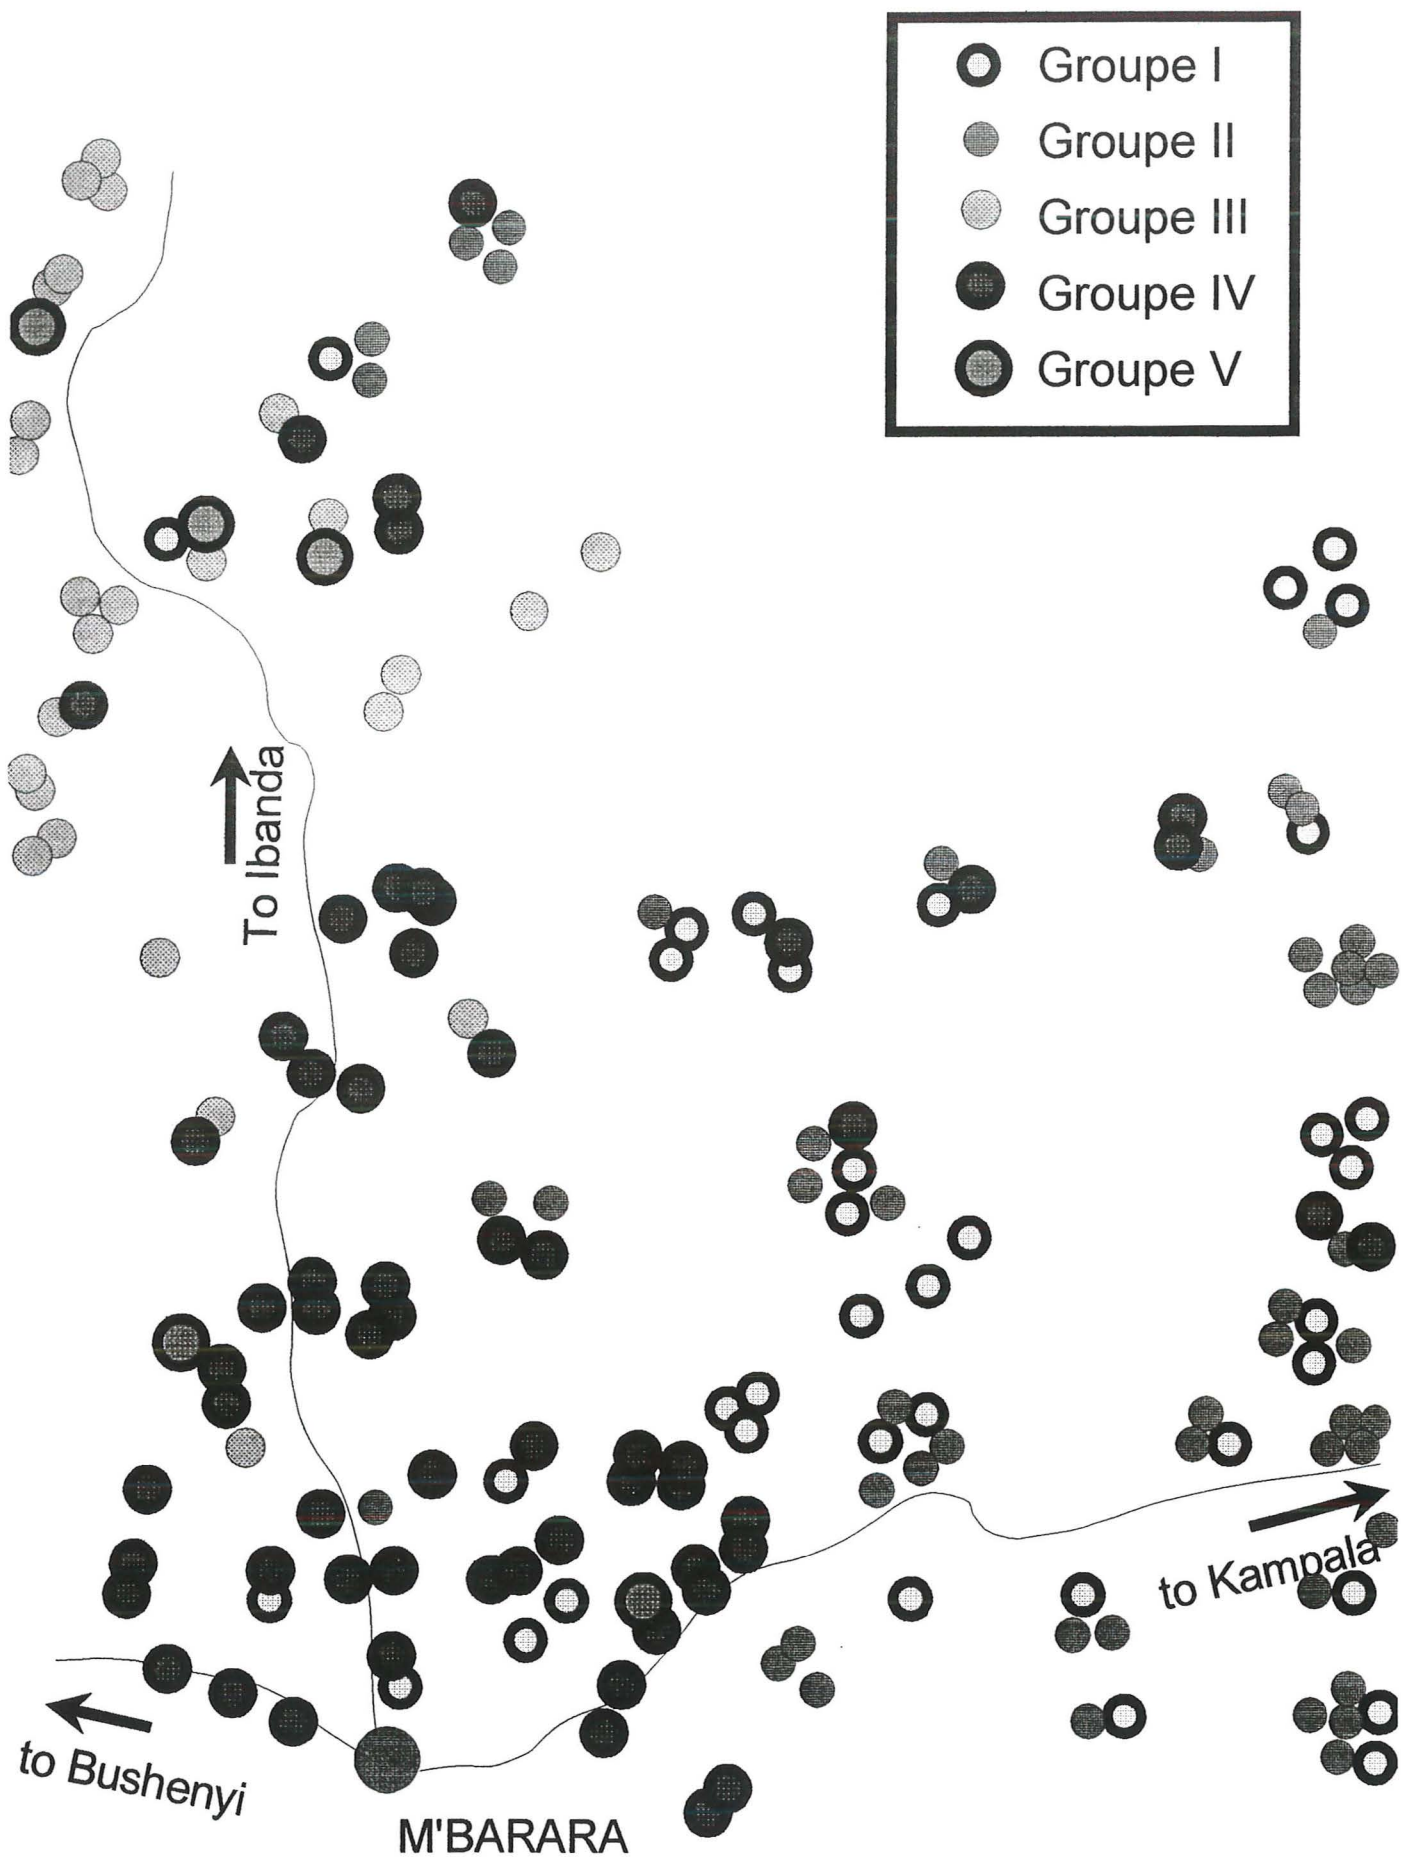 Groupe I
Groupe II
Groupe III
Groupe IV
Groupe V
To Ibanda
to Kampala
to Bushenyi
M'BARARA